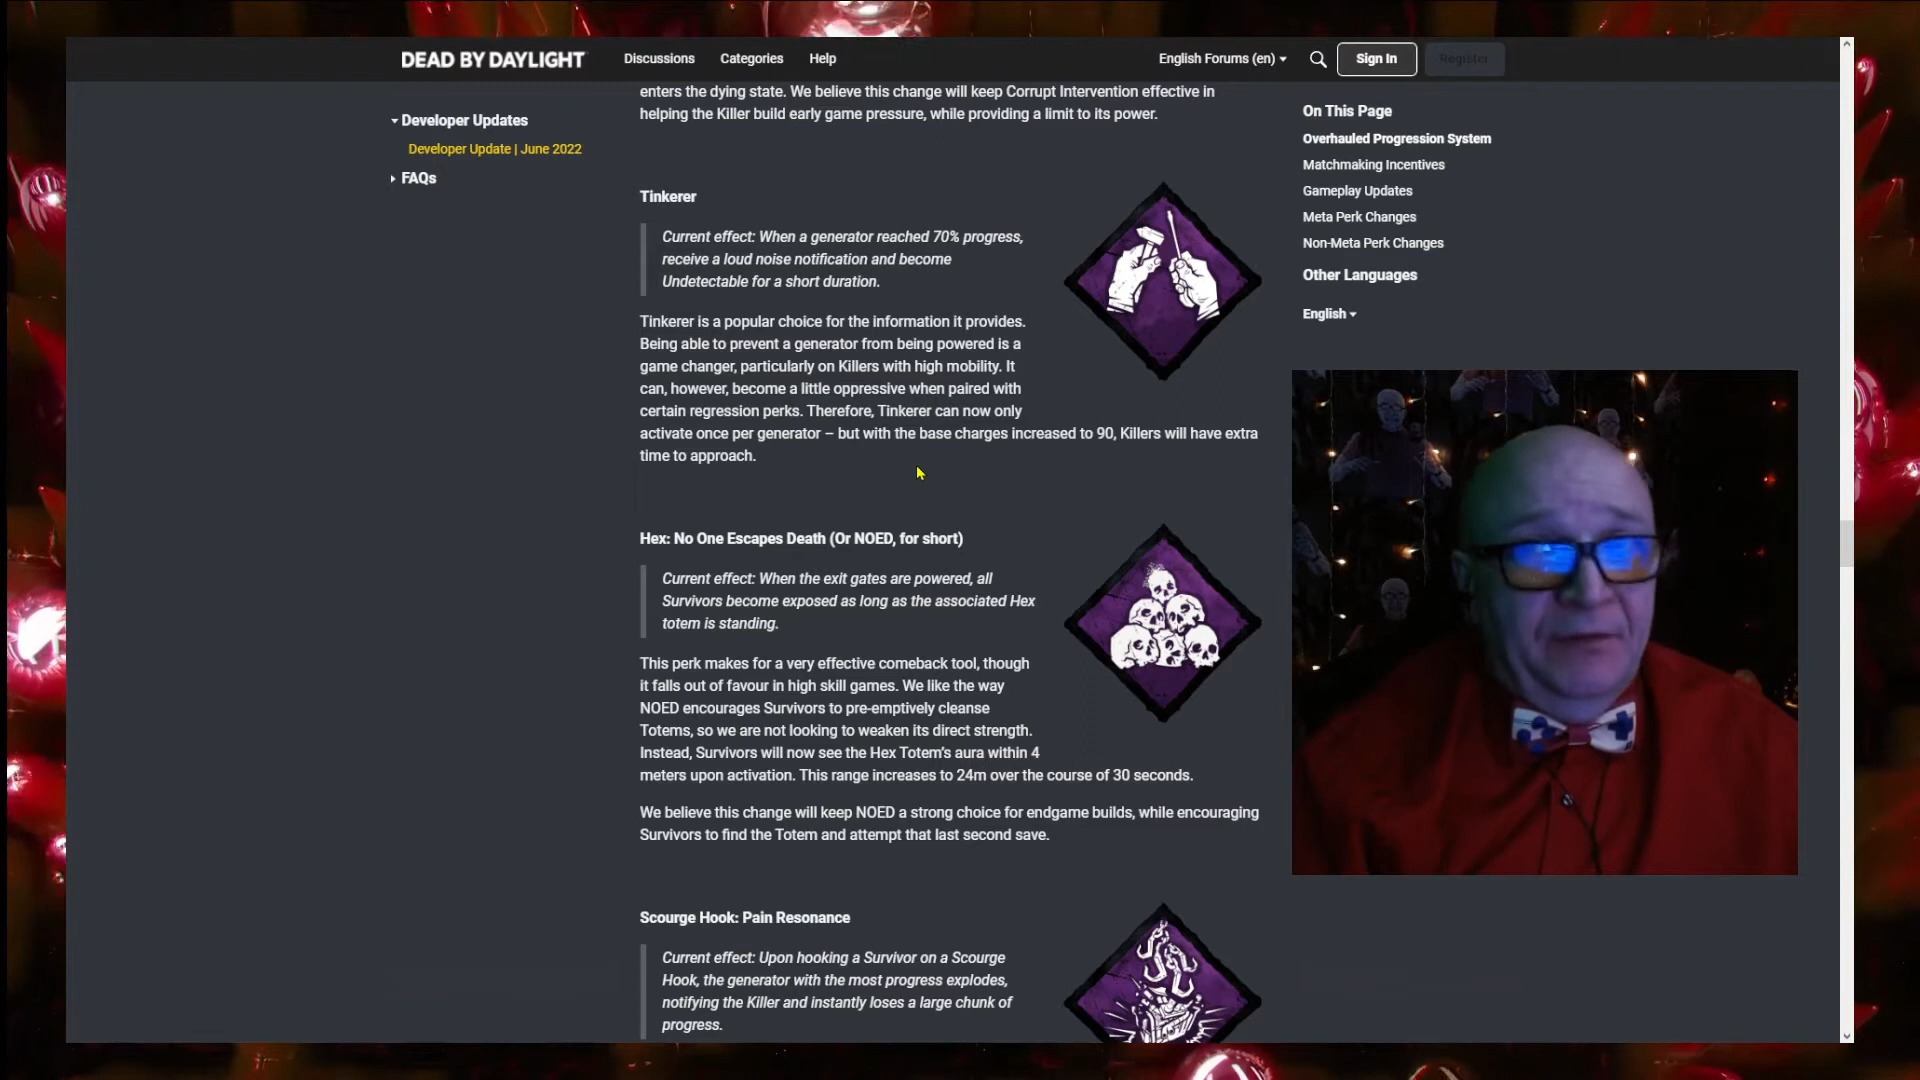 DEAD BY DAYLIGHT
Discussions
Categories
Help
English Forums (en)
Sign In
Register
Developer Updates
Developer Update | June 2022
FAQs
enters the dying state. We believe this change will keep Corrupt Intervention effective in
helping the Killer build early game pressure, while providing a limit to its power.
Tinkerer
Current effect: When a generator reached 70% progress,
receive a loud noise notification and become
Undetectable for a short duration.
Tinkerer is a popular choice for the information it provides.
Being able to prevent a generator from being powered is a
game changer, particularly on Killers with high mobility. It
can, however, become a little oppressive when paired with
certain regression perks. Therefore, Tinkerer can now only
activate once per generator – but with the base charges increased to 90, Killers will have extra
time to approach.
Hex: No One Escapes Death (Or NOED, for short)
Current effect: When the exit gates are powered, all
Survivors become exposed as long as the associated Hex
totem is standing.
This perk makes for a very effective comeback tool, though
it falls out of favour in high skill games. We like the way
NOED encourages Survivors to pre-emptively cleanse
Totems, so we are not looking to weaken its direct strength.
Instead, Survivors will now see the Hex Totem's aura within 4
meters upon activation. This range increases to 24m over the course of 30 seconds.
We believe this change will keep NOED a strong choice for endgame builds, while encouraging
Survivors to find the Totem and attempt that last second save.
Scourge Hook: Pain Resonance
Current effect: Upon hooking a Survivor on a Scourge
Hook, the generator with the most progress explodes,
notifying the Killer and instantly loses a large chunk of
progress.
On This Page
Overhauled Progression System
Matchmaking Incentives
Gameplay Updates
Meta Perk Changes
Non-Meta Perk Changes
Other Languages
English